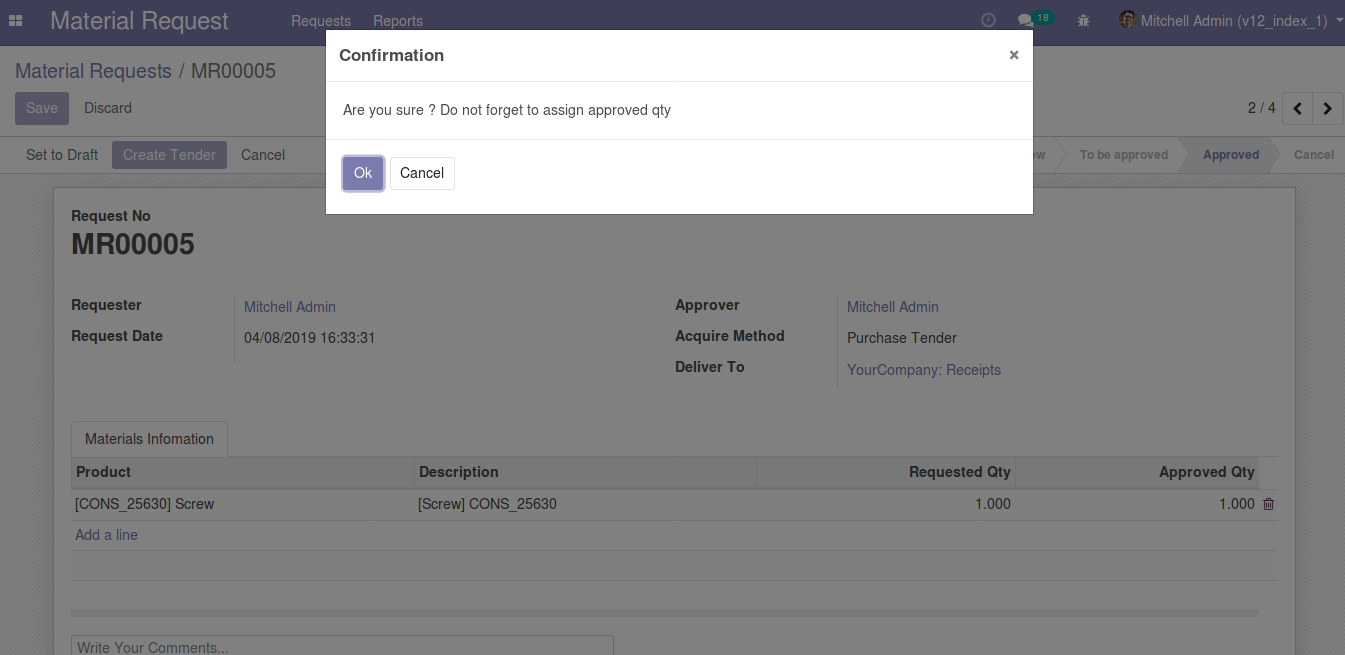 Material Request Requests Reports 18 Mitchell Admin (v12_index_1)
Confirmation ×
Material Requests / MR00005
Are you sure ? Do not forget to assign approved qty
Save Discard 2 / 4
Set to Draft Create Tender Cancel To be approved Approved Cancel
Ok Cancel
Request No
MR00005
Requester Mitchell Admin Approver Mitchell Admin
Request Date 04/08/2019 16:33:31 Acquire Method Purchase Tender
Deliver To YourCompany: Receipts
Materials Infomation
Product Description Requested Qty Approved Qty
[CONS_25630] Screw [Screw] CONS_25630 1.000 1.000
Add a line
Write Your Comments...